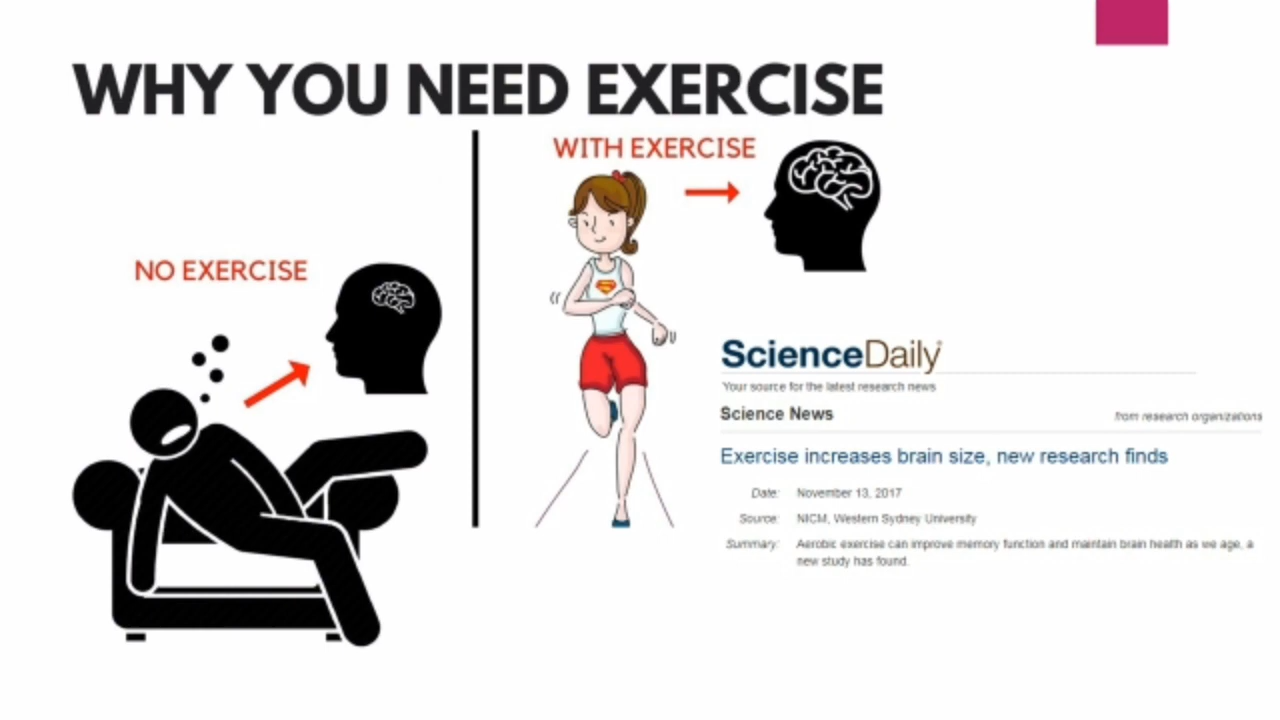 WHY YOU NEED EXERCISE
WITH EXERCISE
NO EXERCISE
ScienceDaily
Your source for the latest research news
Science News from research organizations
Exercise increases brain size, new research finds
Date: November 13, 2017
Source: NICM, Western Sydney University
Summary: Aerobic exercise can improve memory function and maintain brain health as we age, a
new study has found.